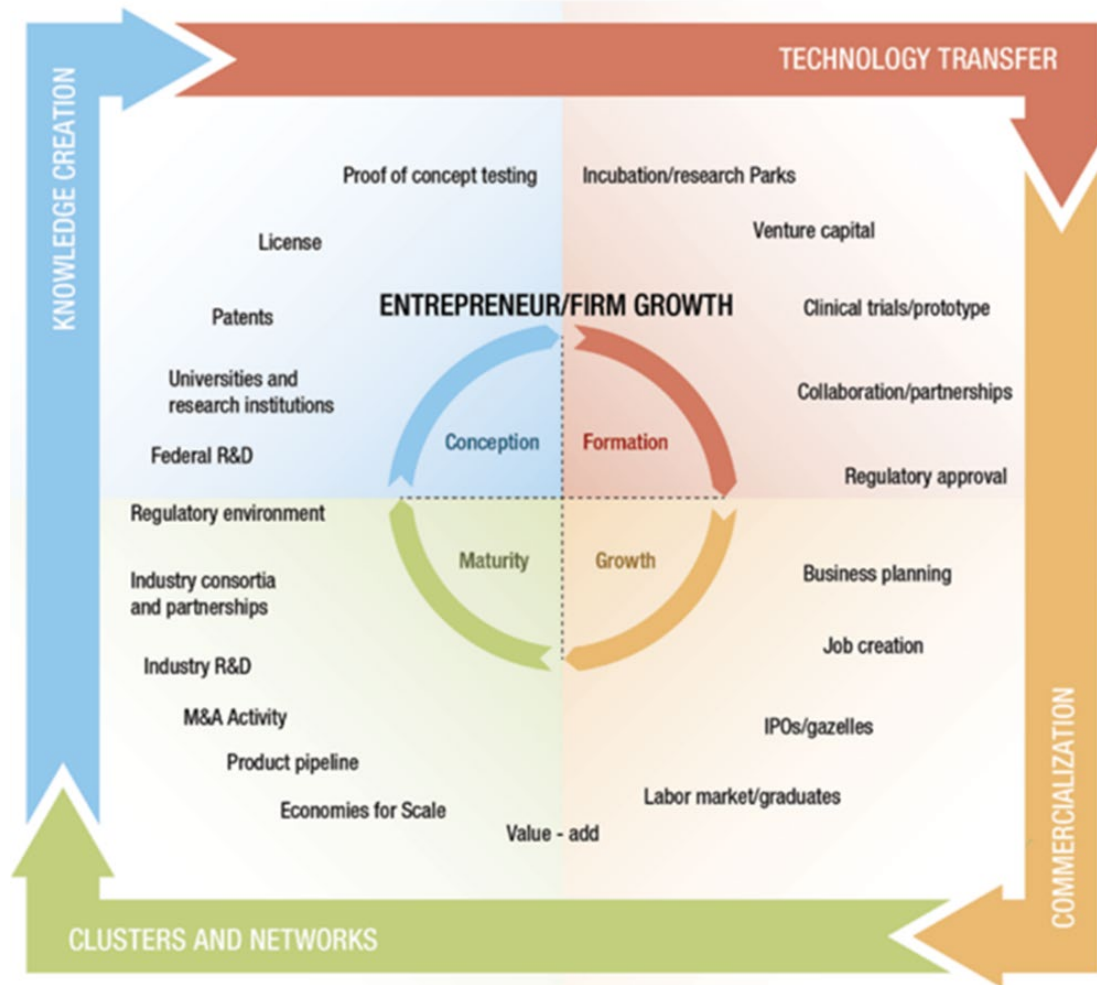 TECHNOLOGY TRANSFER
KNOWLEDGE CREATION
Proof of concept testing
Incubation/research Parks
License
Venture capital
ENTREPRENEUR/FIRM GROWTH
Patents
Clinical trials/prototype
Universities and
research institutions
Collaboration/partnerships
Federal R&D
Conception
Formation
Regulatory approval
Regulatory environment
Maturity
Growth
Industry consortia
and partnerships
Business planning
Industry R&D
Job creation
M&A Activity
IPOs/gazelles
Product pipeline
Labor market/graduates
Economies for Scale
Value - add
COMMERCIALIZATION
CLUSTERS AND NETWORKS